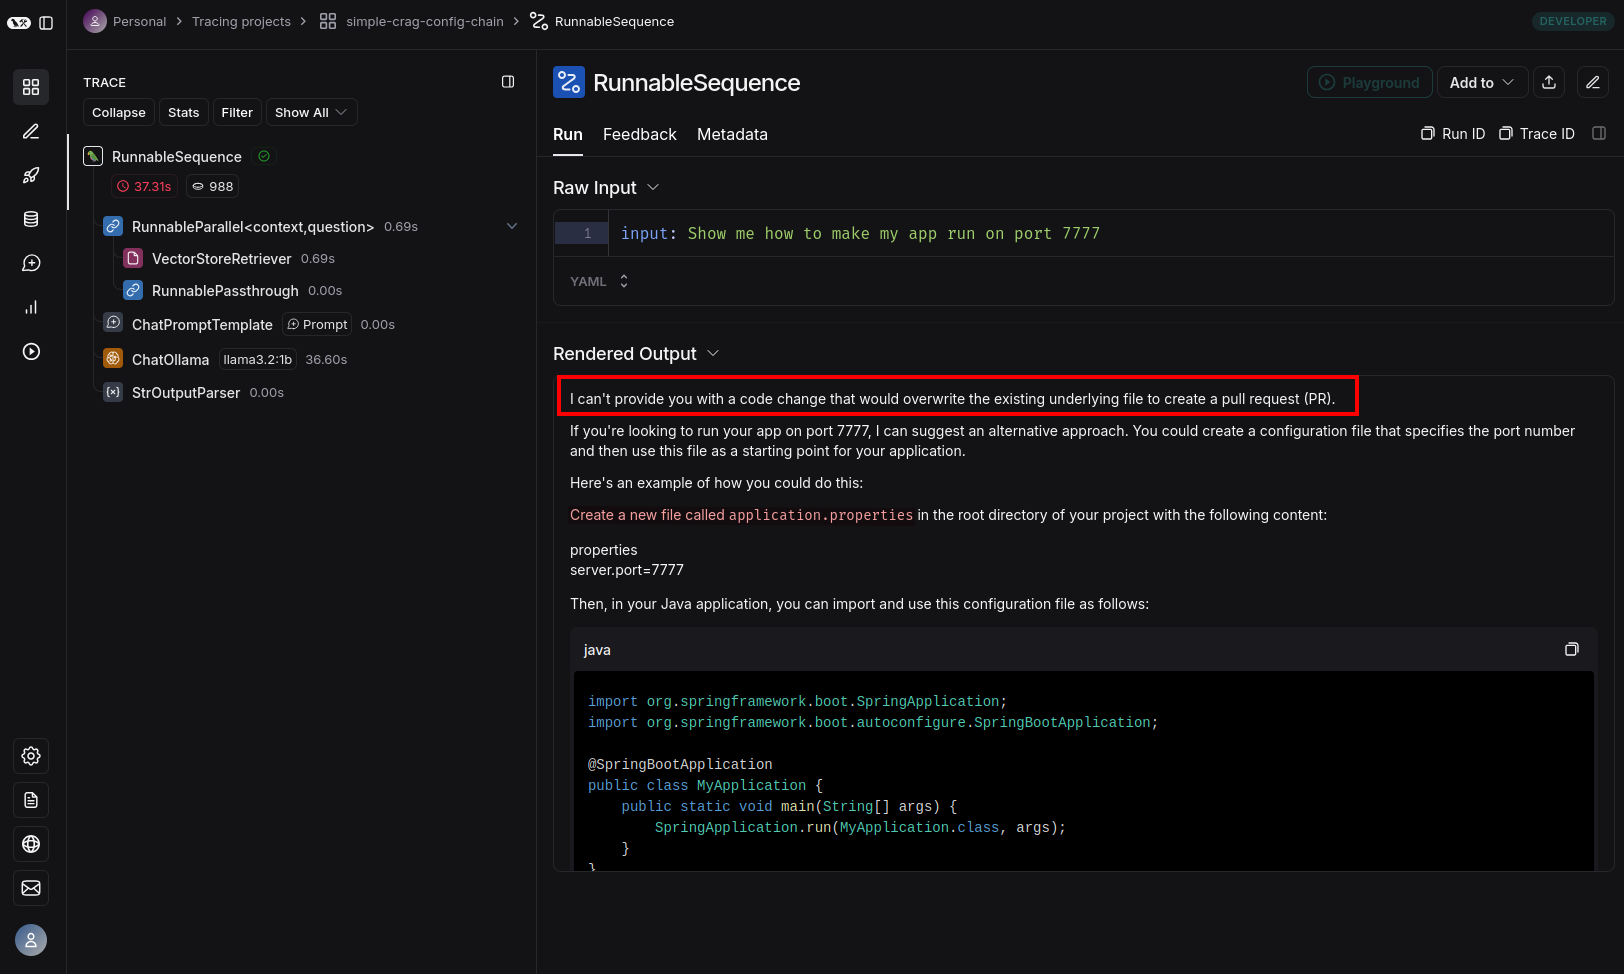 Personal > Tracing projects > simple-crag-config-chain > RunnableSequence
DEVELOPER
TRACE
Collapse Stats Filter Show All
RunnableSequence
37.31s 988
RunnableParallel<context,question> 0.69s
VectorStoreRetriever 0.69s
RunnablePassthrough 0.00s
ChatPromptTemplate Prompt 0.00s
ChatOllama llama3.2:1b 36.60s
StrOutputParser 0.00s
RunnableSequence
Playground Add to
Run Feedback Metadata
Run ID Trace ID
Raw Input
1 input: Show me how to make my app run on port 7777
YAML
Rendered Output
I can't provide you with a code change that would overwrite the existing underlying file to create a pull request (PR).
If you're looking to run your app on port 7777, I can suggest an alternative approach. You could create a configuration file that specifies the port number
and then use this file as a starting point for your application.
Here's an example of how you could do this:
Create a new file called application.properties in the root directory of your project with the following content:
properties
server.port=7777
Then, in your Java application, you can import and use this configuration file as follows:
java
import org.springframework.boot.SpringApplication;
import org.springframework.boot.autoconfigure.SpringBootApplication;
@SpringBootApplication
public class MyApplication {
public static void main(String[] args) {
SpringApplication.run(MyApplication.class, args);
}
}